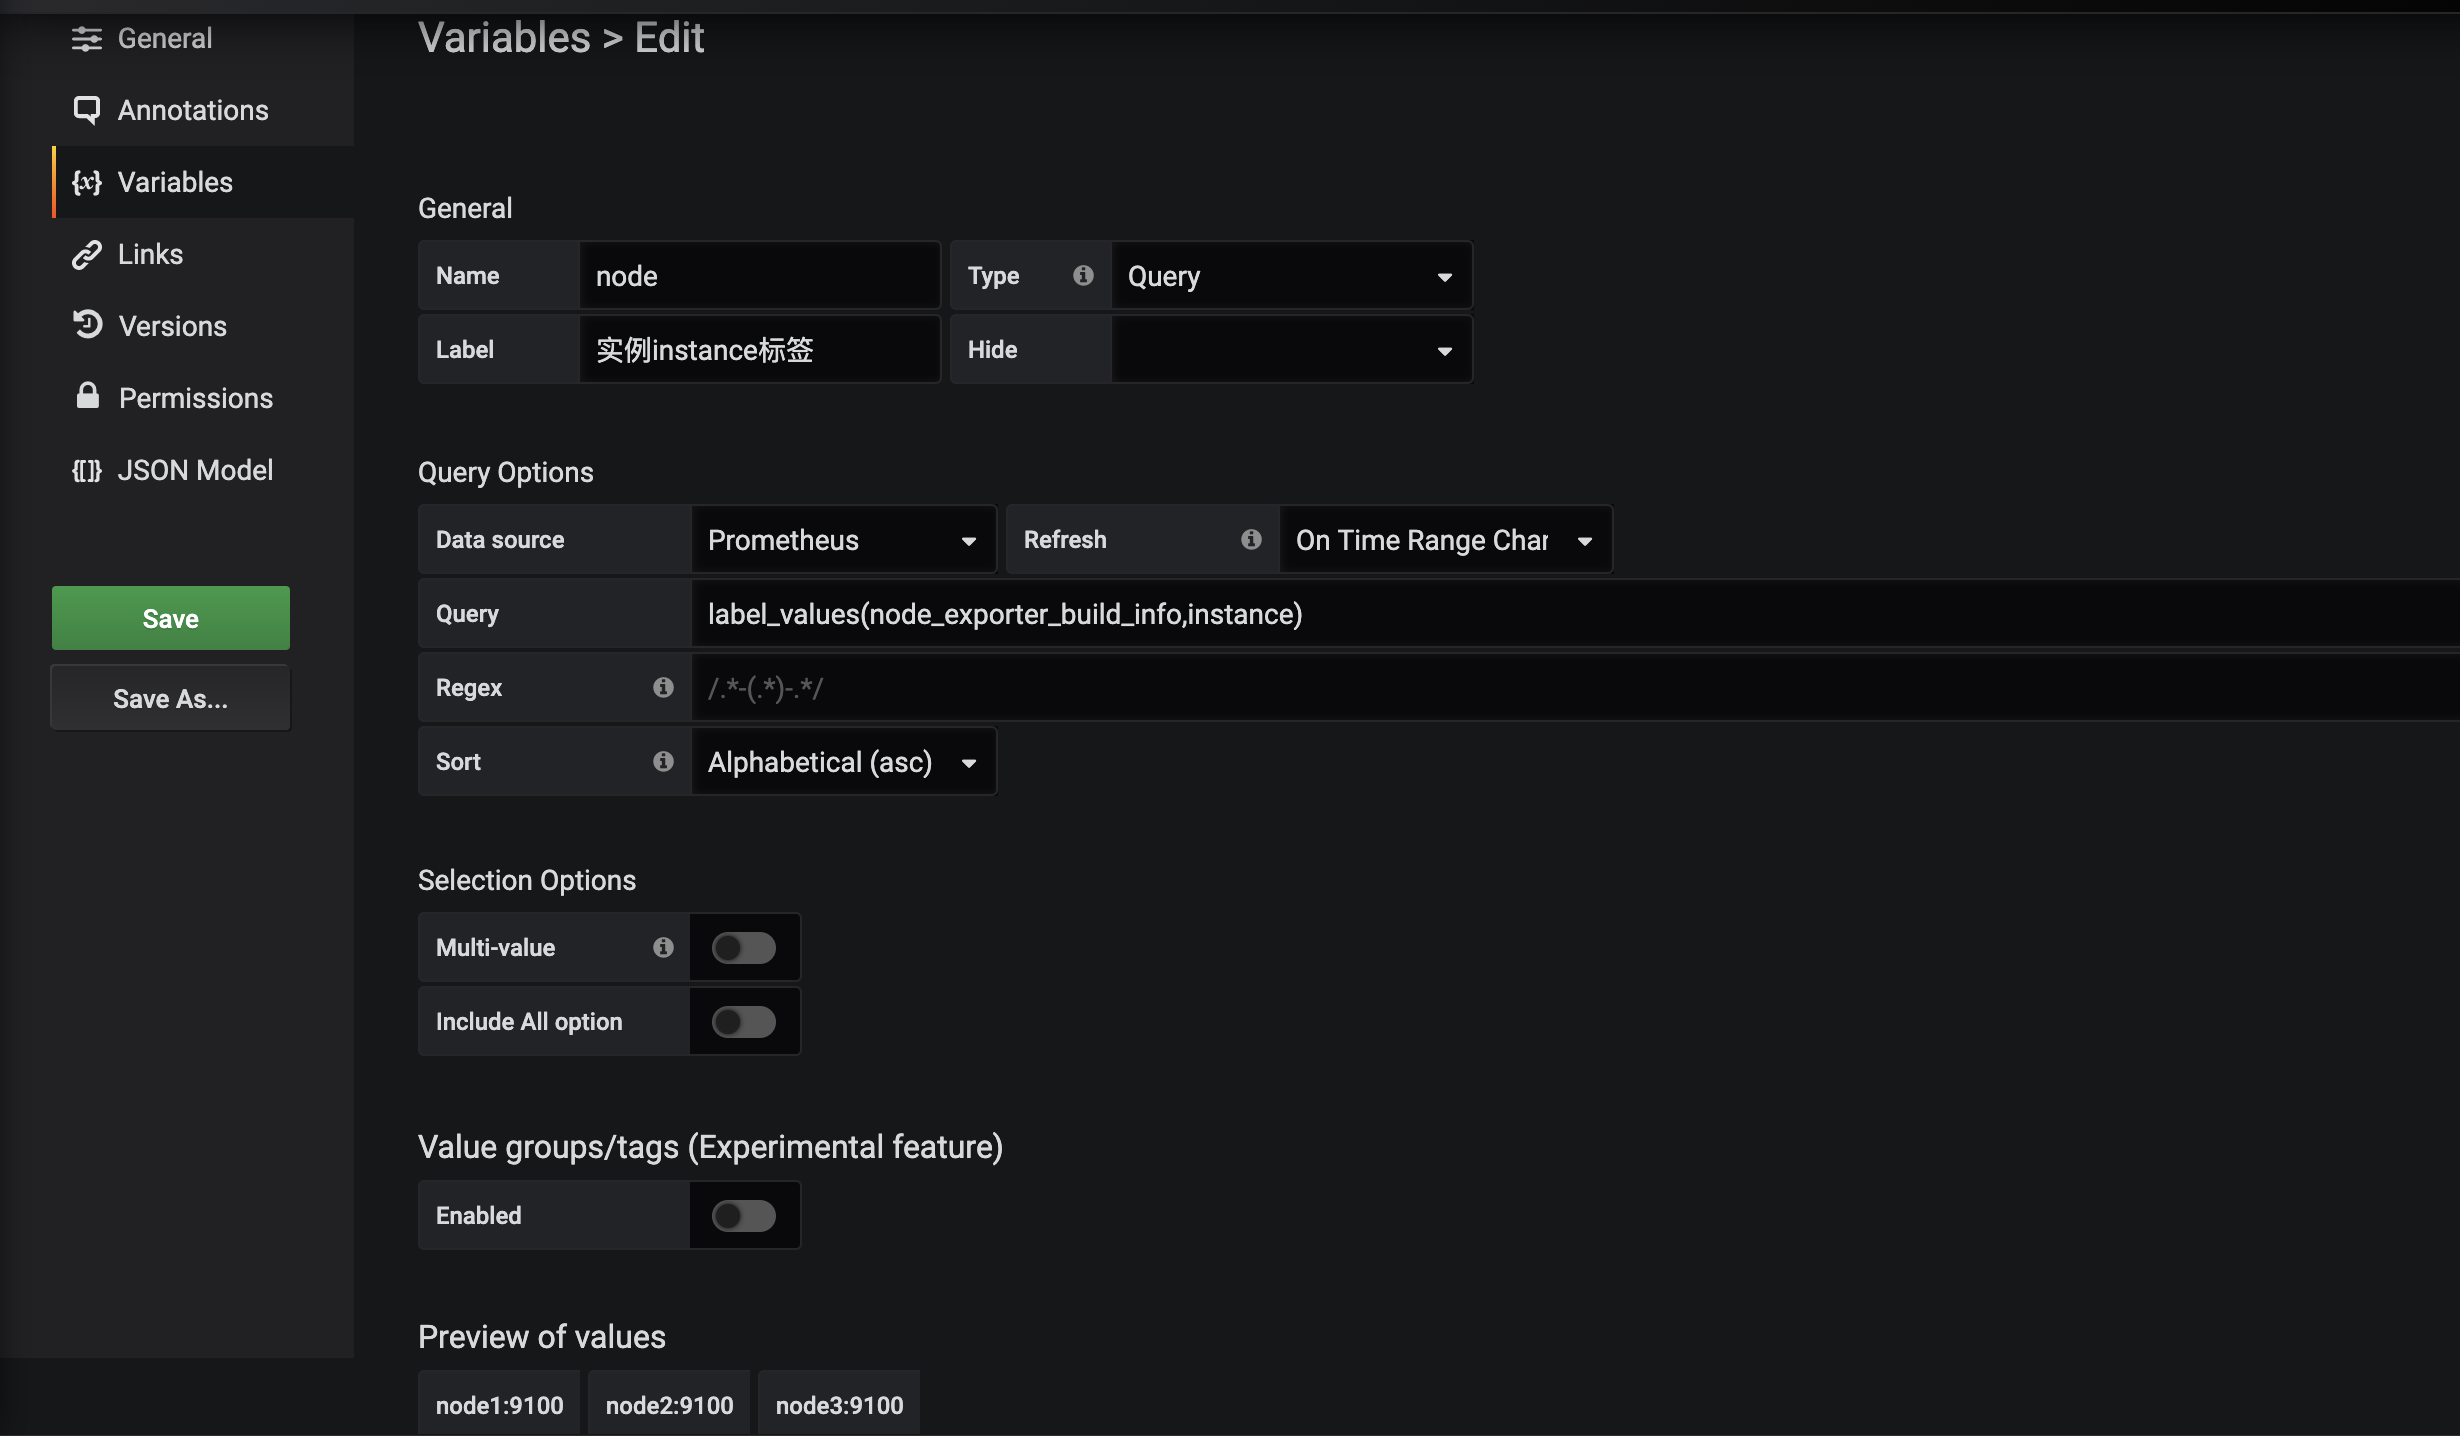 General
Annotations
Variables
Links
Versions
Permissions
JSON Model
Save
Save As...
Variables > Edit
General
Name node Type Query
Label 实例instance标签 Hide
Query Options
Data source Prometheus Refresh On Time Range Char
Query label_values(node_exporter_build_info,instance)
Regex /.*-(.*)-.*/
Sort Alphabetical (asc)
Selection Options
Multi-value
Include All option
Value groups/tags (Experimental feature)
Enabled
Preview of values
node1:9100 node2:9100 node3:9100